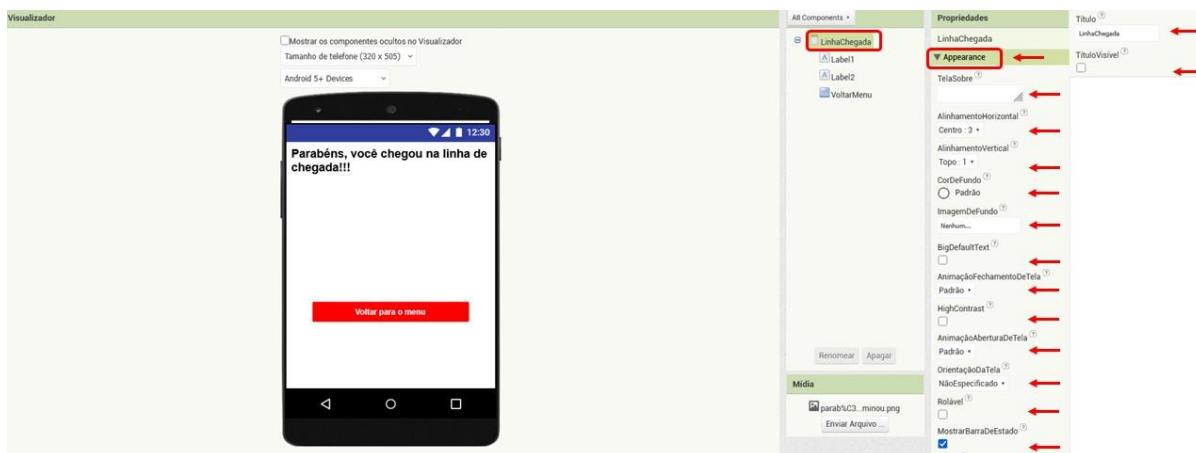 Visualizador
Mostrar os componentes ocultos no Visualizador
Tamanho de telefone (320 x 505)
Android 5+ Devices
12:30
Parabéns, você chegou na linha de
chegada!!!
Voltar para o menu
All Components
LinhaChegada
Label1
Label2
VoltarMenu
Renomear Apagar
Mídia
parab%C3...minou.png
Enviar Arquivo ...
Propriedades
LinhaChegada
Appearance
TelaSobre
AlinhamentoHorizontal
Centro : 3
AlinhamentoVertical
Topo : 1
CorDeFundo
Padrão
ImagemDeFundo
Nenhum...
BigDefaultText
AnimaçãoFechamentoDeTela
Padrão
HighContrast
AnimaçãoAberturaDeTela
Padrão
OrientaçãoDaTela
NãoEspecificado
Rolável
MostrarBarraDeEstado
Título
LinhaChegada
TítuloVisível